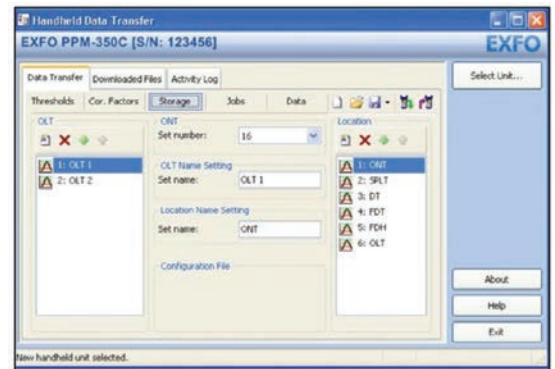 Handheld Data Transfer
EXFO PPM-350C [S/N: 123456]
EXFO
Data Transfer
Downloaded Files
Activity Log
Select Unit...
Thresholds
Cor. Factors
Storage
Jobs
Data
OLT
ONT
Location
Set number:
16
1: OLT 1
2: OLT 2
OLT Name Setting
Set name:
OLT 1
Location Name Setting
Set name:
ONT
Configuration File
1: ONT
2: SPLT
3: DT
4: FDT
5: FDH
6: OLT
About
Help
Exit
New handheld unit selected.